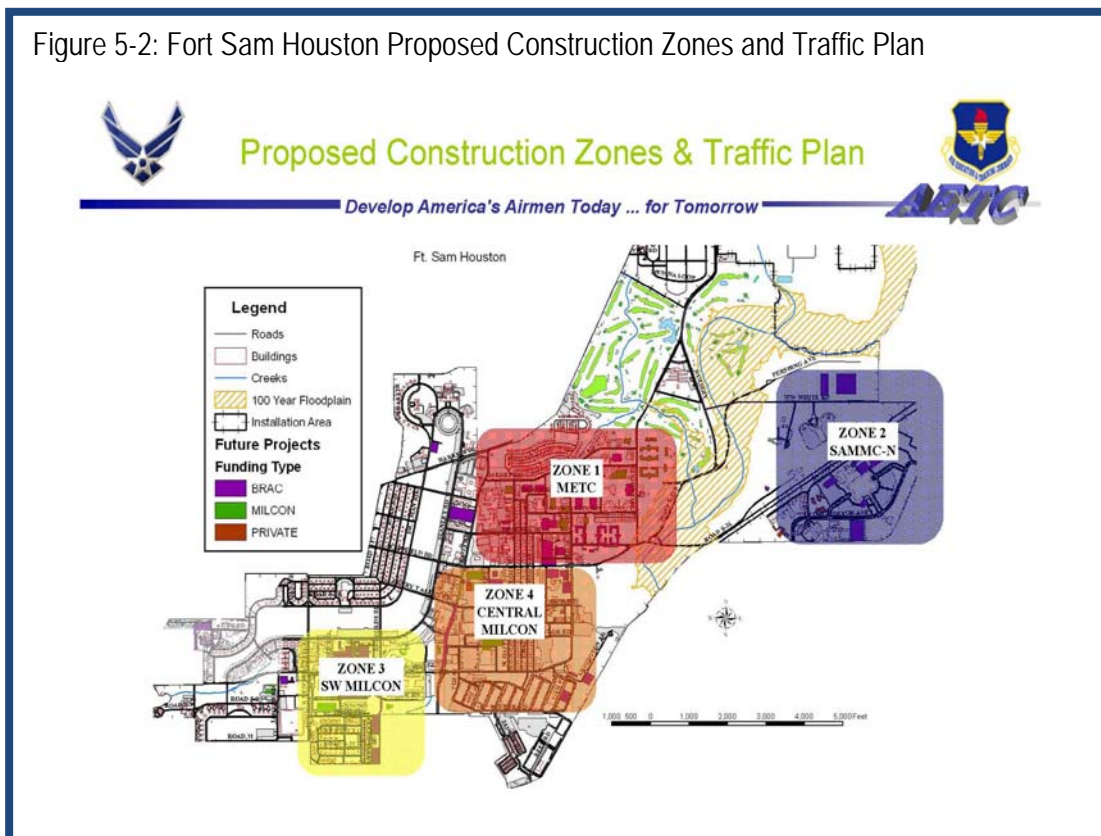 Figure 5-2: Fort Sam Houston Proposed Construction Zones and Traffic Plan
Proposed Construction Zones & Traffic Plan
AETC
Develop America's Airmen Today ... for Tomorrow
Ft. Sam Houston
Legend
Roads
Buildings
Creeks
100 Year Floodplain
Installation Area
Future Projects
Funding Type
BRAC
MILCON
PRIVATE
ZONE 1
METC
ZONE 2
SAMMC-N
ZONE 4
CENTRAL
MILCON
ZONE 3
SW MILCON
PERSHING AVE
1,000 500 0 1,000 2,000 3,000 4,000 5,000 Feet